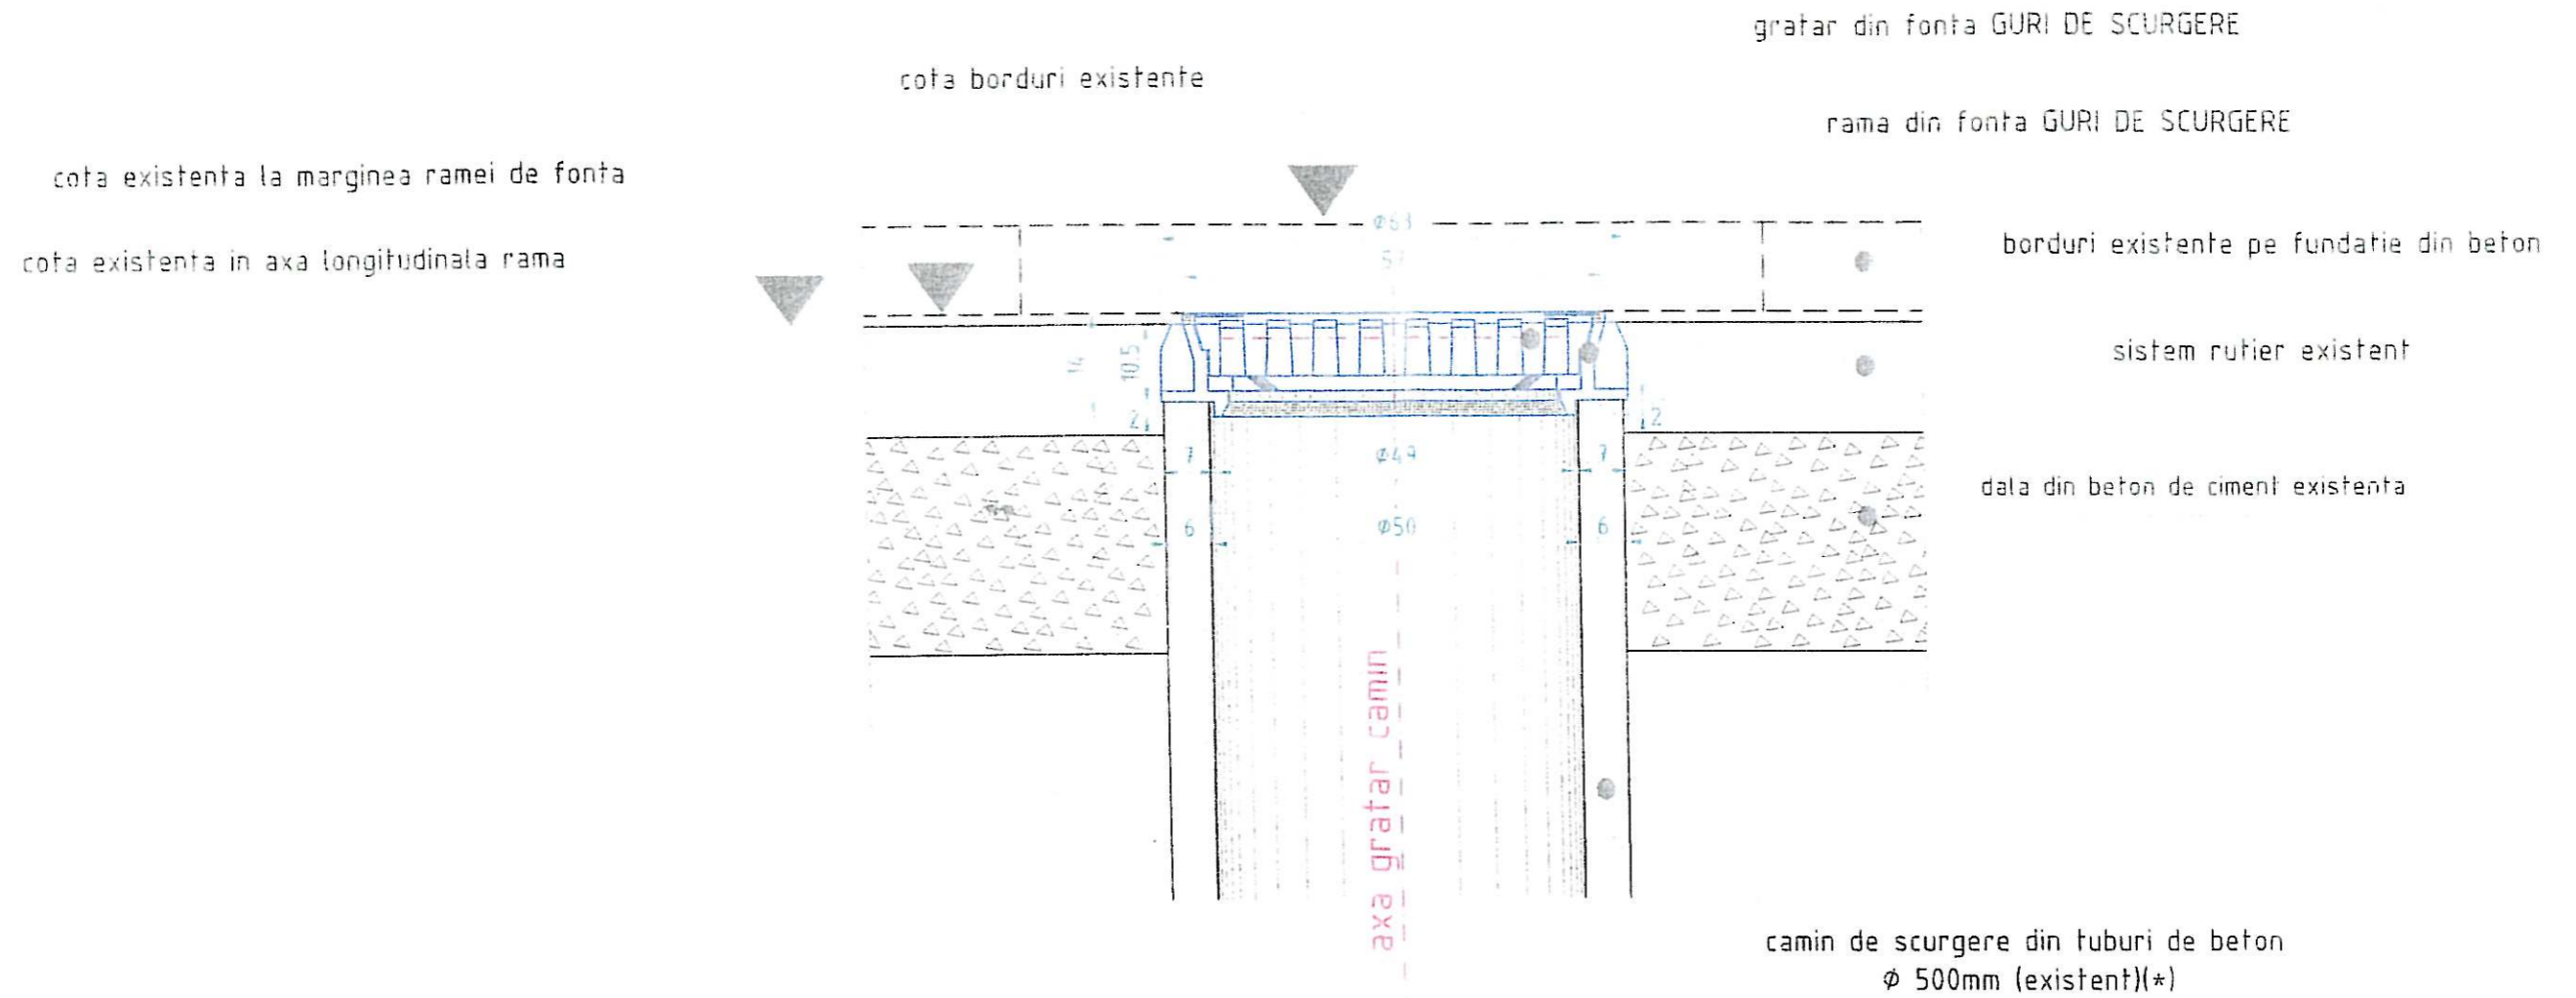 gratar din fonta GURI DE SCURGERE
cota borduri existente
rama din fonta GURI DE SCURGERE
cota existenta la marginea ramei de fonta
borduri existente pe fundatie din beton
cota existenta in axa longitudinala rama
sistem rutier existent
14
10.5
2
2
7
7
dala din beton de ciment existenta
6
Φ50
6
axa gratar camin
camin de scurgere din tuburi de beton
Φ 500mm (existent)(*)